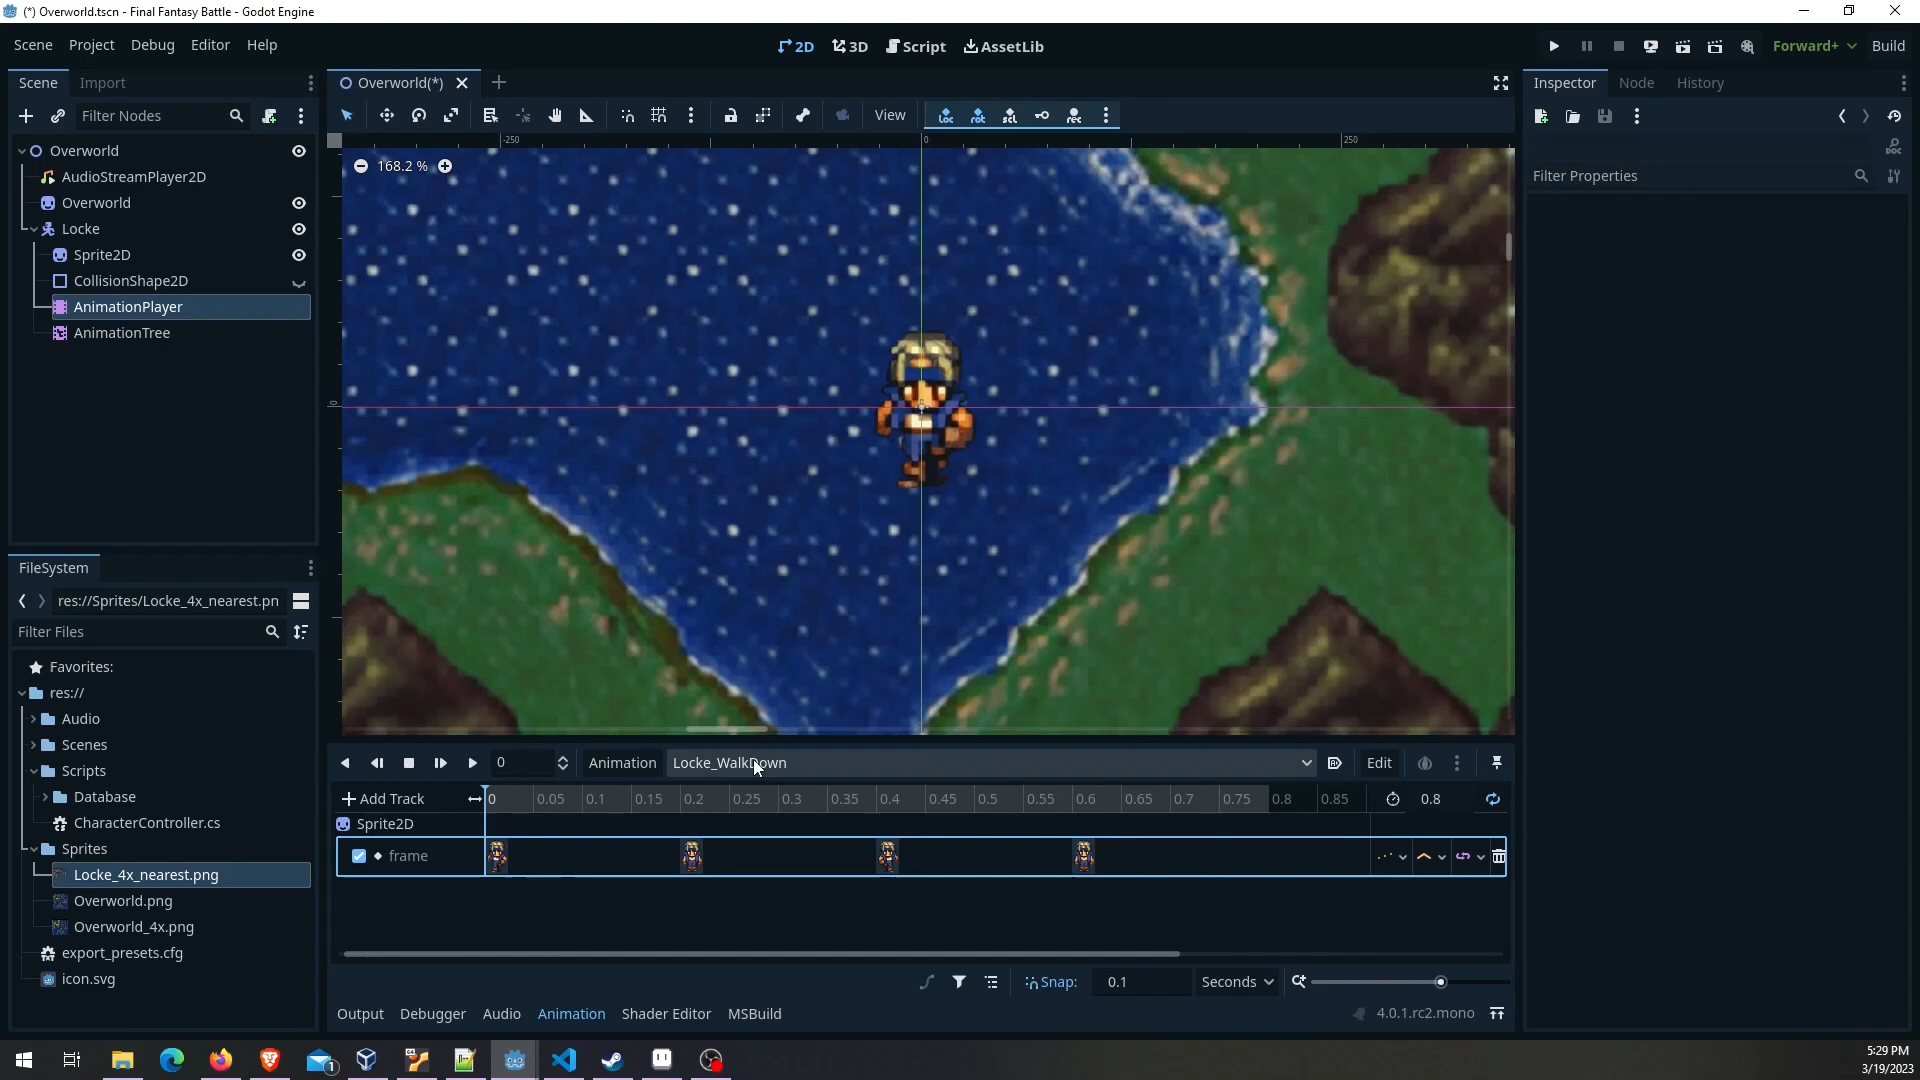 (*) Overworld.tscn - Final Fantasy Battle - Godot Engine
Scene Project Debug Editor Help
2D 3D Script AssetLib
Forward+ Build
Scene Import
Overworld(*)
Inspector Node History
Filter Nodes
View
Filter Properties
-250 0 250
168.2 %
0
Overworld
AudioStreamPlayer2D
Overworld
Locke
Sprite2D
CollisionShape2D
AnimationPlayer
AnimationTree
FileSystem
res://Sprites/Locke_4x_nearest.pn
Filter Files
Favorites:
res://
Audio
Scenes
Scripts
Database
CharacterController.cs
Sprites
Locke_4x_nearest.png
Overworld.png
Overworld_4x.png
export_presets.cfg
icon.svg
0 Animation Locke_WalkDown Edit
Add Track 0 0.05 0.1 0.15 0.2 0.25 0.3 0.35 0.4 0.45 0.5 0.55 0.6 0.65 0.7 0.75 0.8 0.85 0.8
Sprite2D
frame
Snap: 0.1 Seconds
Output Debugger Audio Animation Shader Editor MSBuild 4.0.1.rc2.mono
1
5:29 PM
3/19/2023